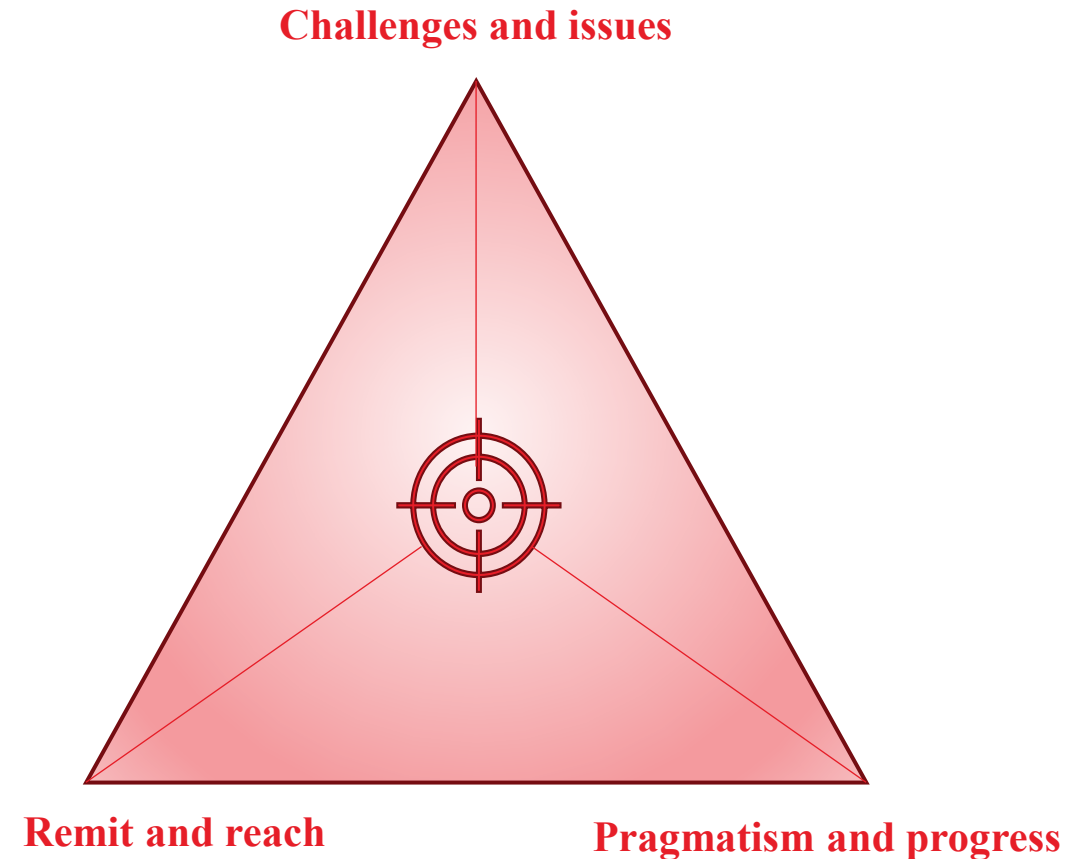 Challenges and issues
Remit and reach
Pragmatism and progress